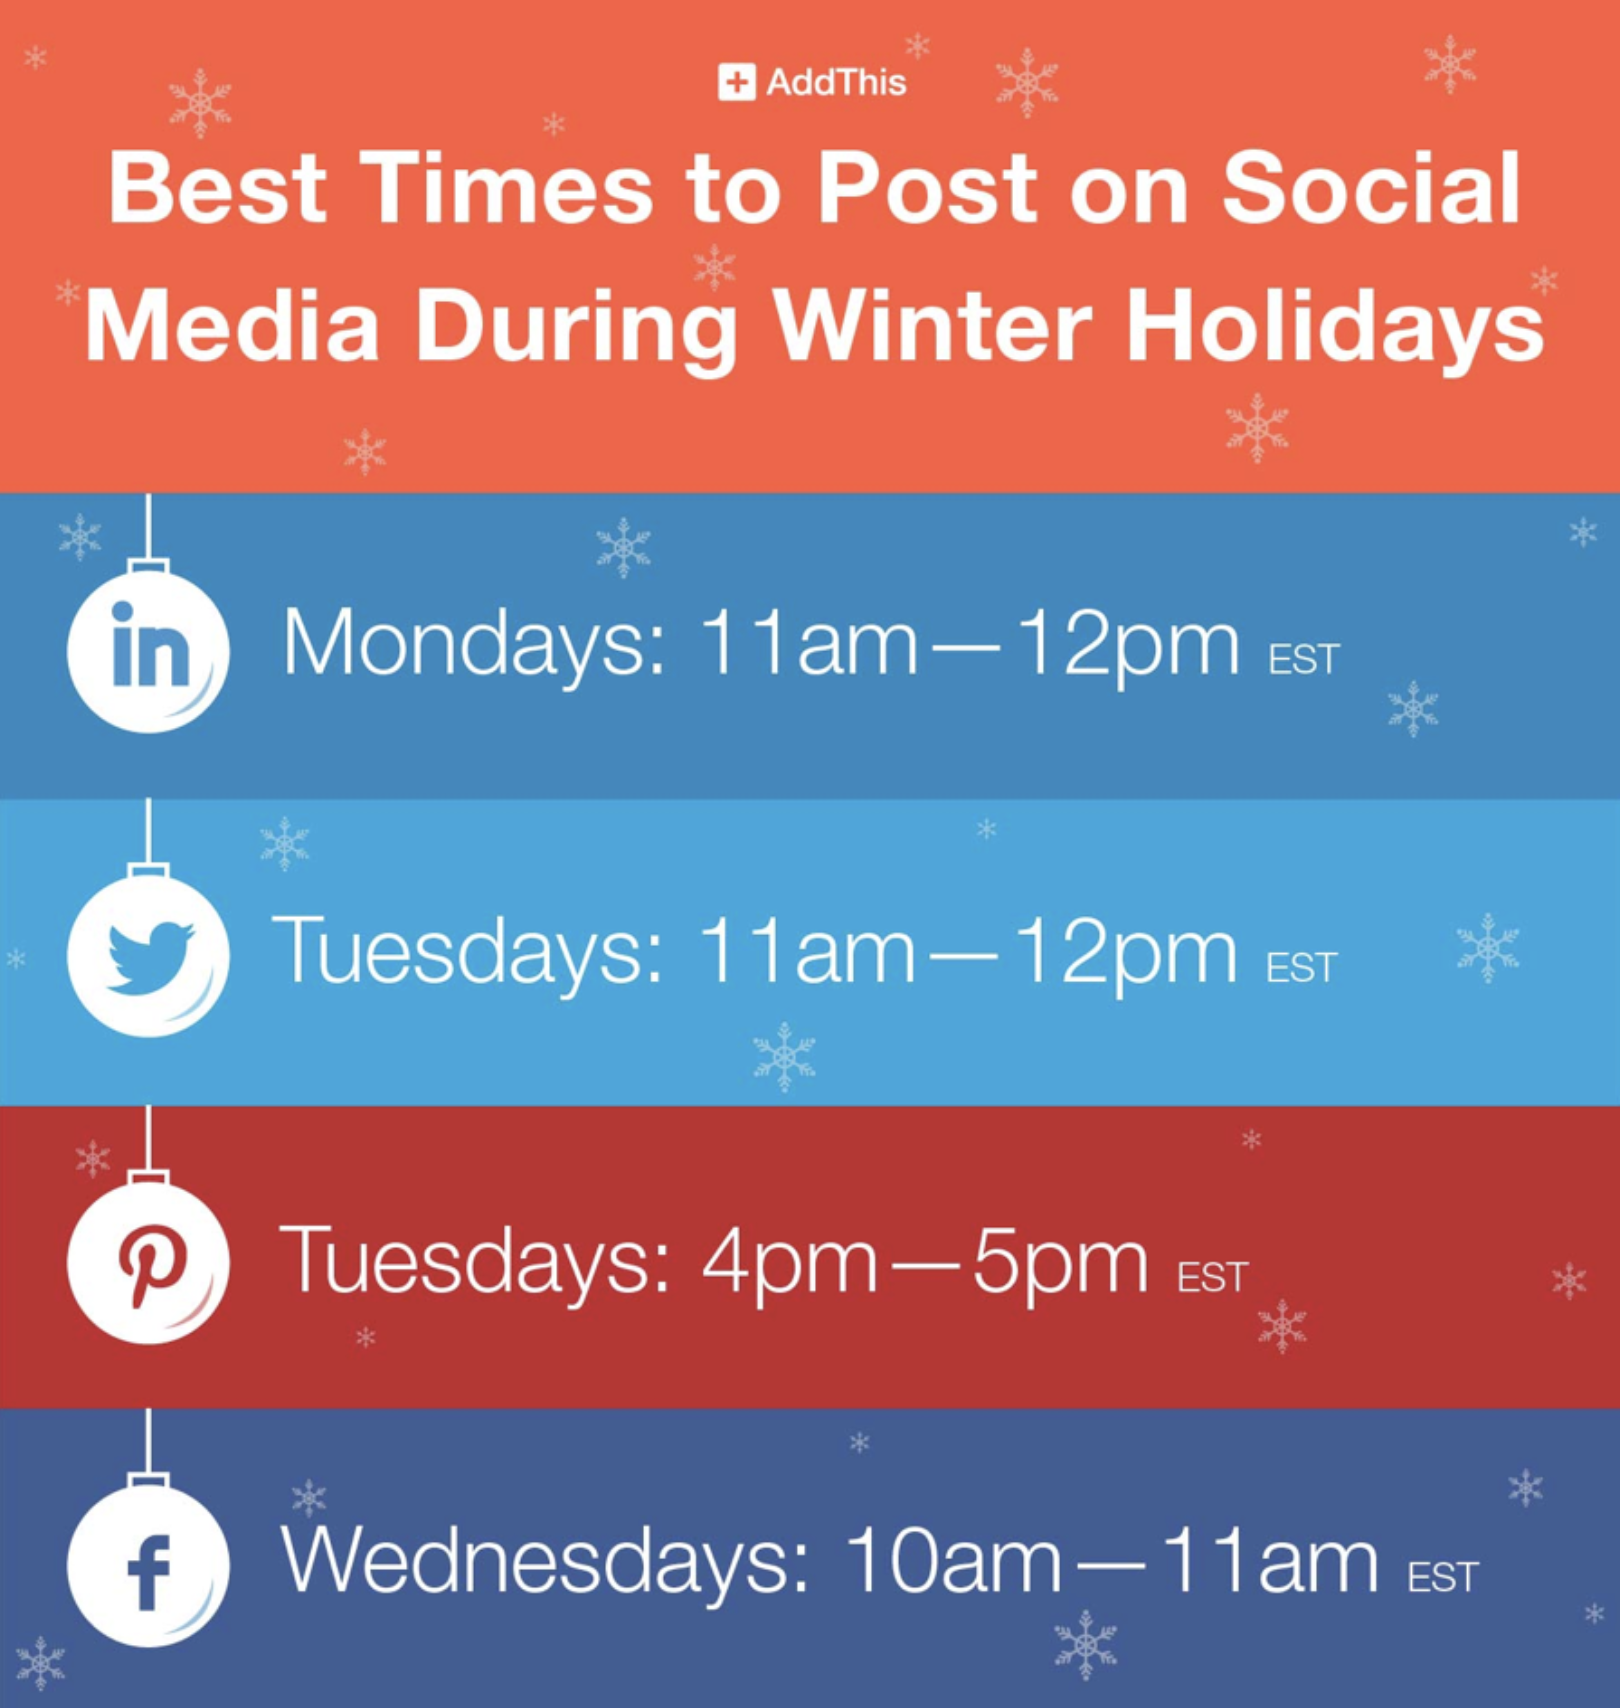 AddThis
Best Times to Post on Social
Media During Winter Holidays
in Mondays: 11am—12pm EST
Tuesdays: 11am—12pm EST
Tuesdays: 4pm—5pm EST
f Wednesdays: 10am—11am EST